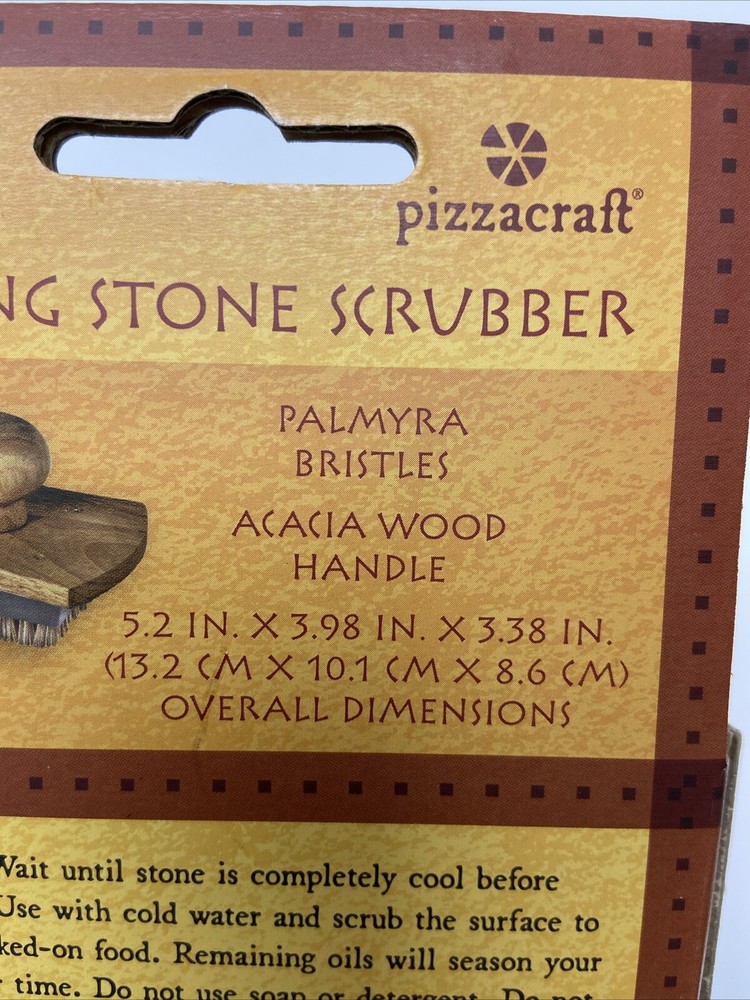 pizzacraft®
NG STONE SCRUBBER
PALMYRA
BRISTLES
ACACIA WOOD
HANDLE
5.2 IN. X 3.98 IN. X 3.38 IN.
(13.2 CM X 10.1 CM X 8.6 CM)
OVERALL DIMENSIONS
Wait until stone is completely cool before
Use with cold water and scrub the surface to
ked-on food. Remaining oils will season your
time. Do not use soap or detergent. Do not